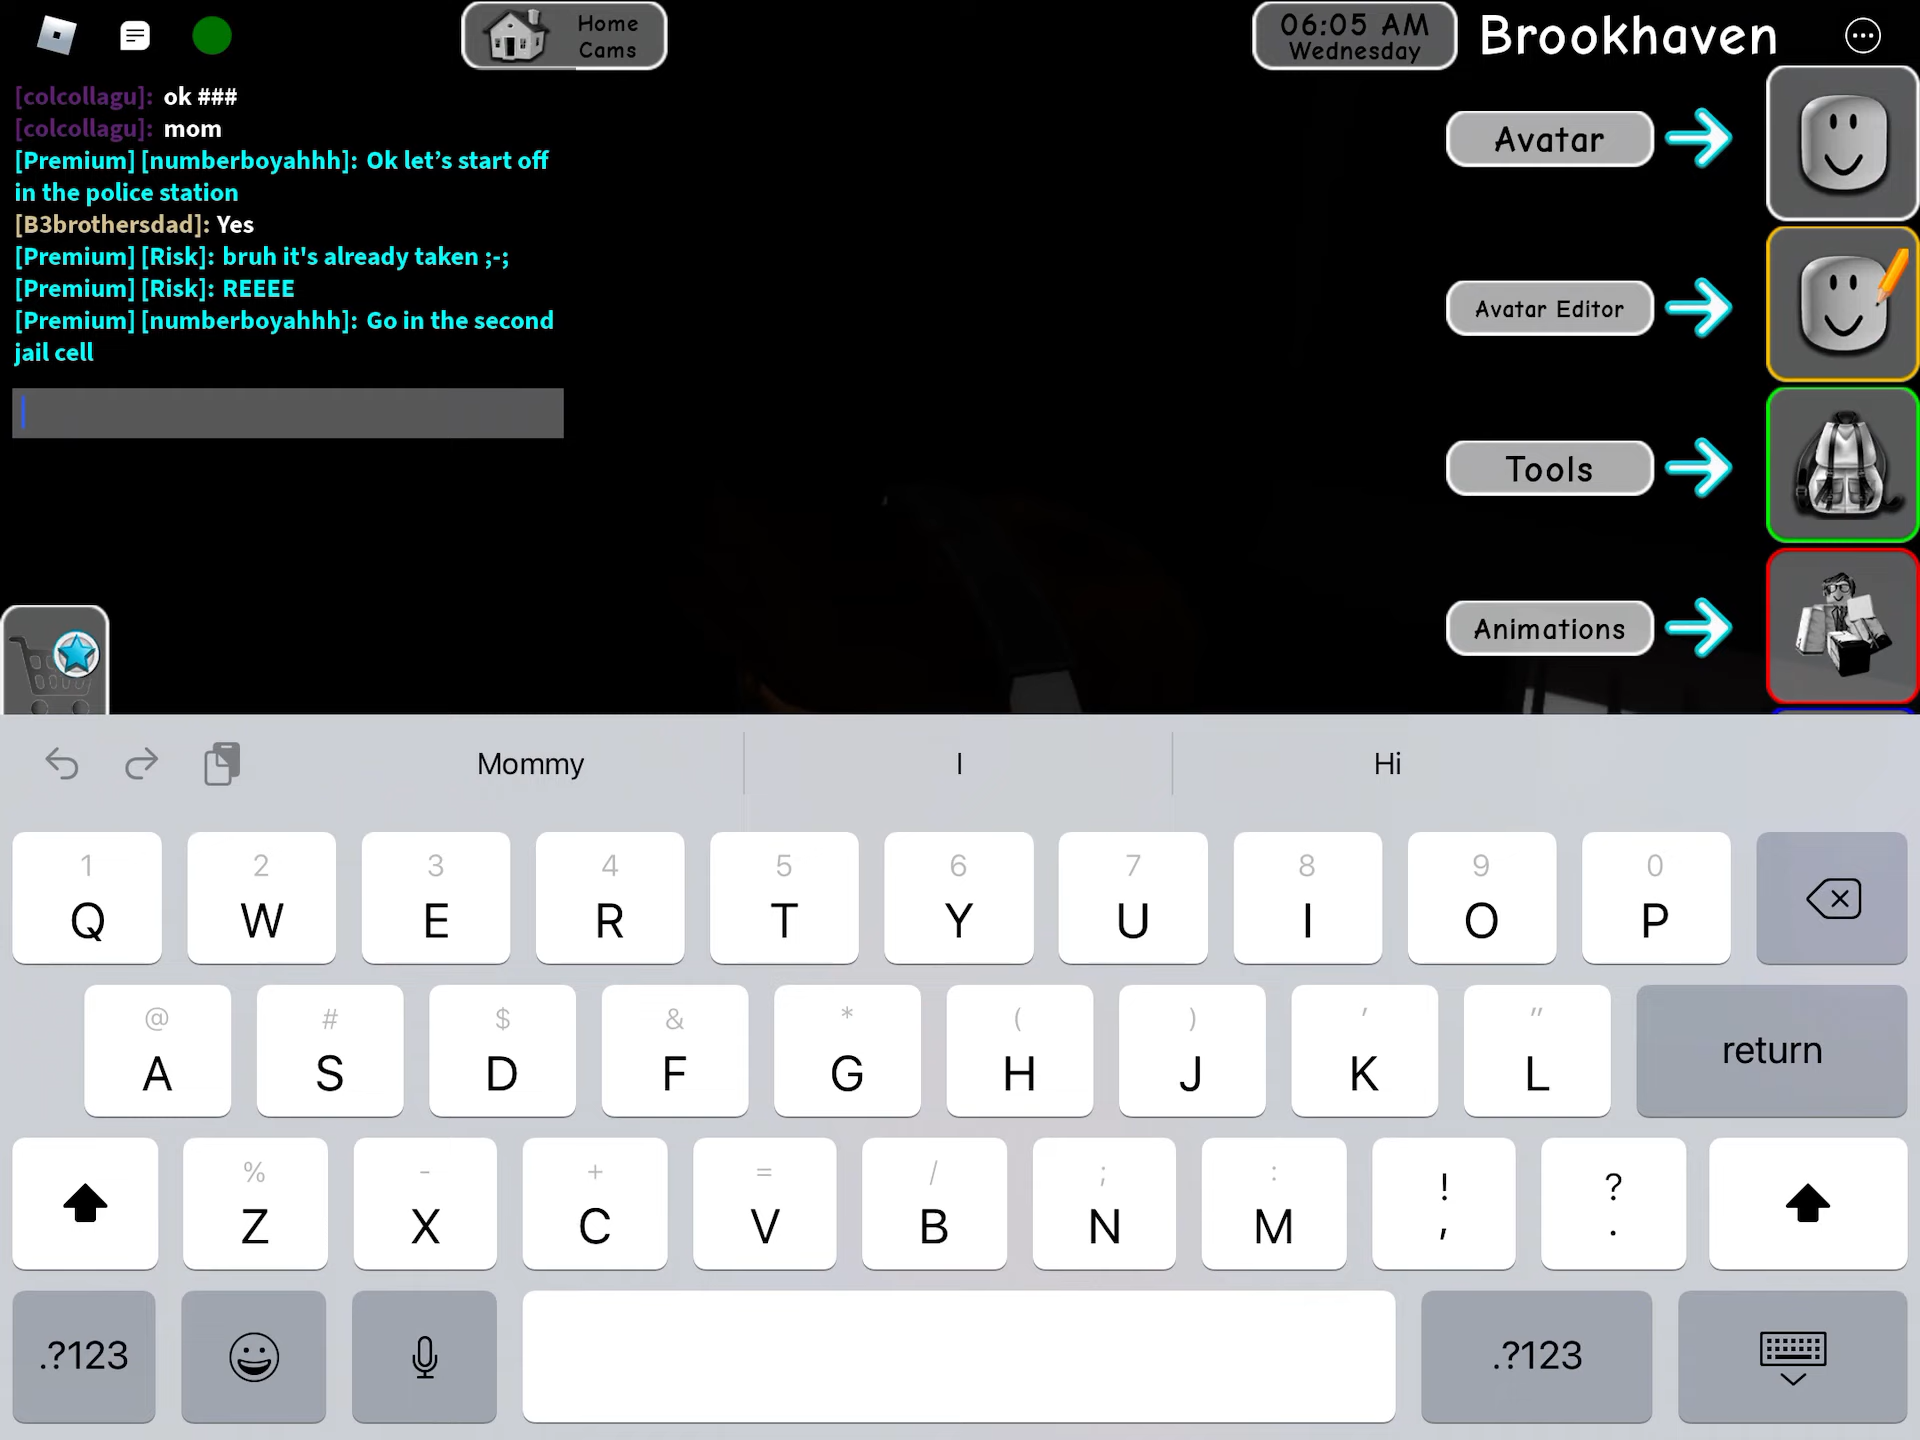 Home
Cams
06:05 AM
Wednesday
Brookhaven
[colcollagu]: ok ###
[colcollagu]: mom
[Premium] [numberboyahhh]: Ok let’s start off
in the police station
[B3brothersdad]: Yes
[Premium] [Risk]: bruh it's already taken ;-;
[Premium] [Risk]: REEEE
[Premium] [numberboyahhh]: Go in the second
jail cell
Avatar
Avatar Editor
Tools
Animations
Mommy
I
Hi
1 2 3 4 5 6 7 8 9 0
Q W E R T Y U I O P
@ # $ & * ( ) ' "
A S D F G H J K L
return
% - + = / ; : ! ?
Z X C V B N M , .
.?123
.?123